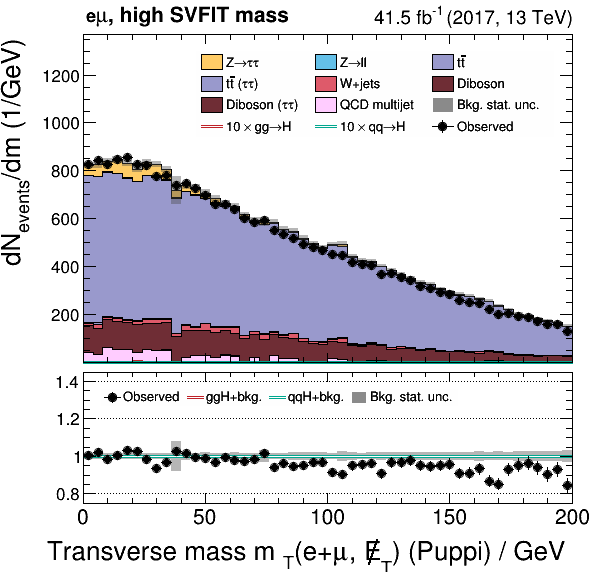 eμ, high SVFIT mass 41.5 fb⁻¹ (2017, 13 TeV)
dN_events/dm (1/GeV)
1200
1000
800
600
400
200
Z→ττ Z→ll tt̄
tt̄ (ττ) W+jets Diboson
Diboson (ττ) QCD multijet Bkg. stat. unc.
10 × gg→H 10 × qq→H Observed
1.4
1.2
1
0.8
Observed ggH+bkg. qqH+bkg. Bkg. stat. unc.
0 50 100 150 200
Transverse mass m_T(e+μ, E̸_T) (Puppi) / GeV